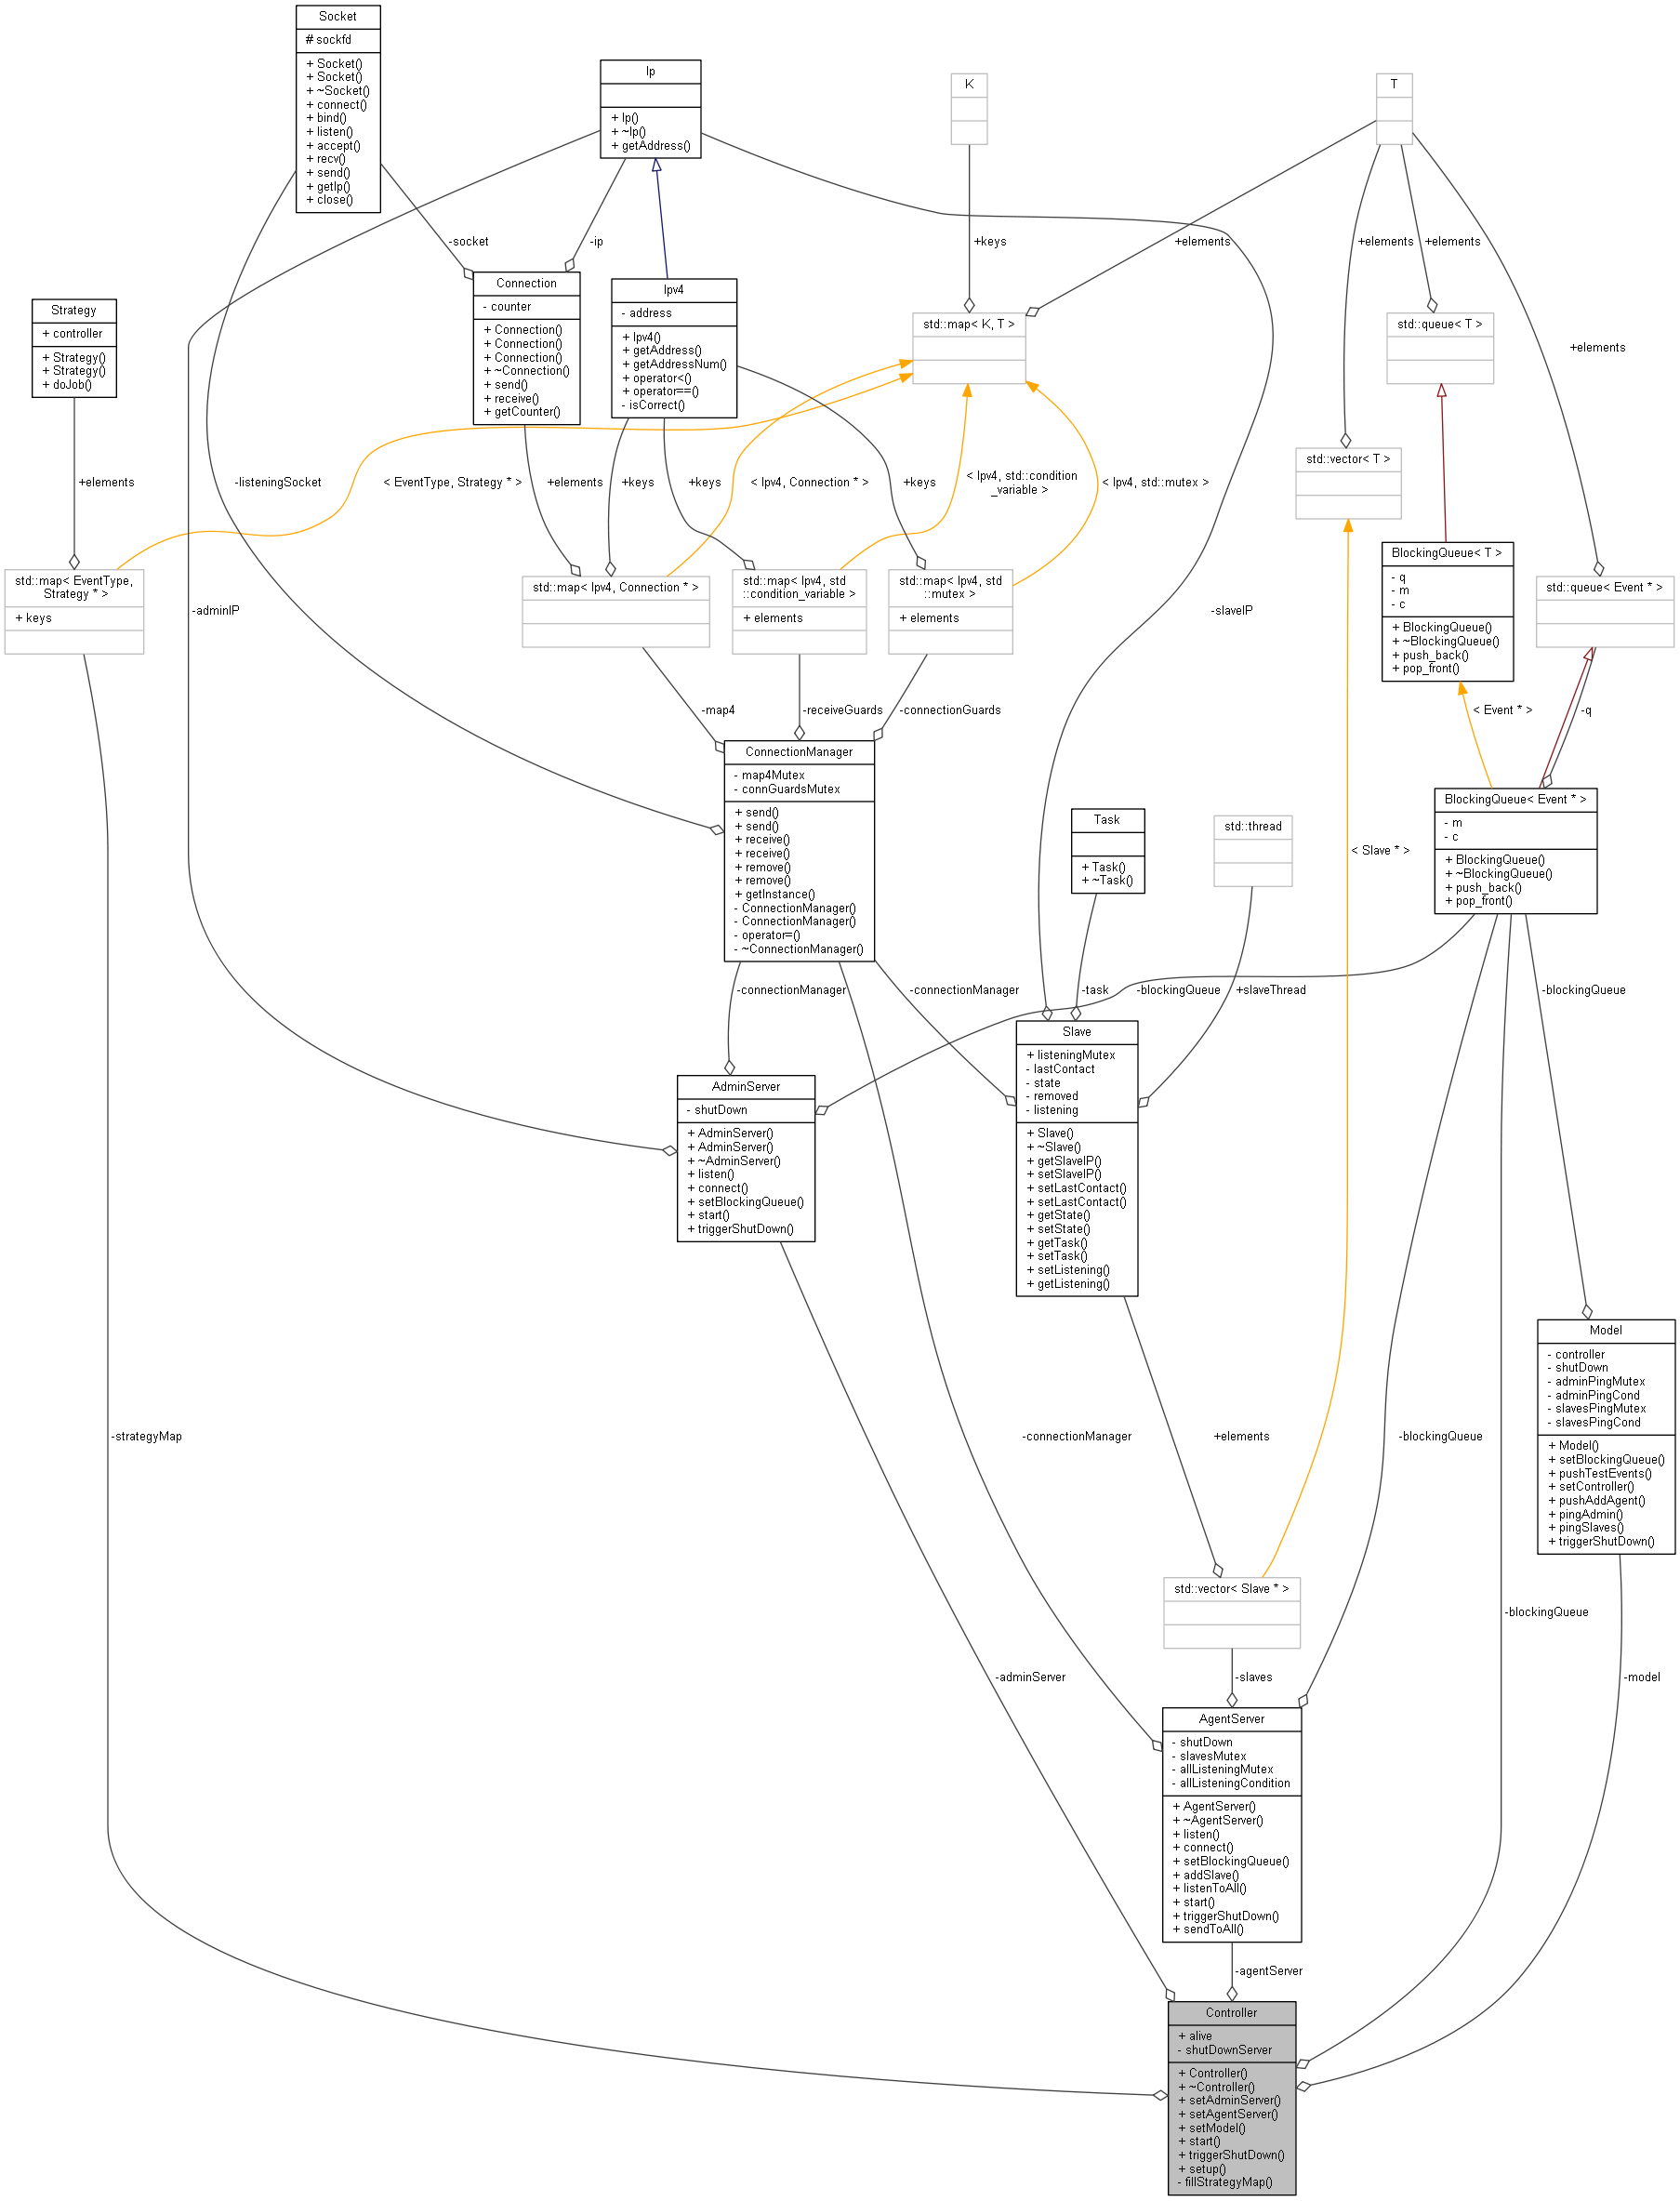 Socket
# sockfd
+ Socket()
+ Socket()
+ ~Socket()
+ connect()
+ bind()
+ listen()
+ accept()
+ recv()
+ send()
+ getIp()
+ close()
Ip
+ Ip()
+ ~Ip()
+ getAddress()
K
T
-socket
-ip
+keys
+elements
+elements
+elements
Strategy
+ controller
+ Strategy()
+ Strategy()
+ doJob()
Connection
- counter
+ Connection()
+ Connection()
+ Connection()
+ ~Connection()
+ send()
+ receive()
+ getCounter()
Ipv4
- address
+ Ipv4()
+ getAddress()
+ getAddressNum()
+ operator<()
+ operator==()
- isCorrect()
std::map< K, T >
std::queue< T >
+elements
std::vector< T >
+elements
-listeningSocket
< EventType, Strategy * >
+elements
+keys
+keys
< Ipv4, Connection * >
+keys
< Ipv4, std::condition
_variable >
< Ipv4, std::mutex >
BlockingQueue< T >
- q
- m
- c
+ BlockingQueue()
+ ~BlockingQueue()
+ push_back()
+ pop_front()
std::map< EventType,
Strategy * >
+ keys
-adminIP
std::map< Ipv4, Connection * >
std::map< Ipv4, std
::condition_variable >
+ elements
std::map< Ipv4, std
::mutex >
+ elements
-slaveIP
std::queue< Event * >
-map4
-receiveGuards
-connectionGuards
< Event * >
-q
ConnectionManager
- map4Mutex
- connGuardsMutex
+ send()
+ send()
+ receive()
+ receive()
+ remove()
+ remove()
+ getInstance()
- ConnectionManager()
- ConnectionManager()
- operator=()
- ~ConnectionManager()
Task
+ Task()
+ ~Task()
std::thread
< Slave * >
BlockingQueue< Event * >
- m
- c
+ BlockingQueue()
+ ~BlockingQueue()
+ push_back()
+ pop_front()
-connectionManager
-connectionManager
-task
-blockingQueue
+slaveThread
-blockingQueue
AdminServer
- shutDown
+ AdminServer()
+ AdminServer()
+ ~AdminServer()
+ listen()
+ connect()
+ setBlockingQueue()
+ start()
+ triggerShutDown()
Slave
+ listeningMutex
- lastContact
- state
- removed
- listening
+ Slave()
+ ~Slave()
+ getSlaveIP()
+ setSlaveIP()
+ setLastContact()
+ setLastContact()
+ getState()
+ setState()
+ getTask()
+ setTask()
+ setListening()
+ getListening()
Model
- controller
- shutDown
- adminPingMutex
- adminPingCond
- slavesPingMutex
- slavesPingCond
+ Model()
+ setBlockingQueue()
+ pushTestEvents()
+ setController()
+ pushAddAgent()
+ pingAdmin()
+ pingSlaves()
+ triggerShutDown()
-strategyMap
-connectionManager
+elements
-blockingQueue
std::vector< Slave * >
-blockingQueue
-adminServer
-slaves
-model
AgentServer
- shutDown
- slavesMutex
- allListeningMutex
- allListeningCondition
+ AgentServer()
+ ~AgentServer()
+ listen()
+ connect()
+ setBlockingQueue()
+ addSlave()
+ listenToAll()
+ start()
+ triggerShutDown()
+ sendToAll()
-agentServer
Controller
+ alive
- shutDownServer
+ Controller()
+ ~Controller()
+ setAdminServer()
+ setAgentServer()
+ setModel()
+ start()
+ triggerShutDown()
+ setup()
- fillStrategyMap()